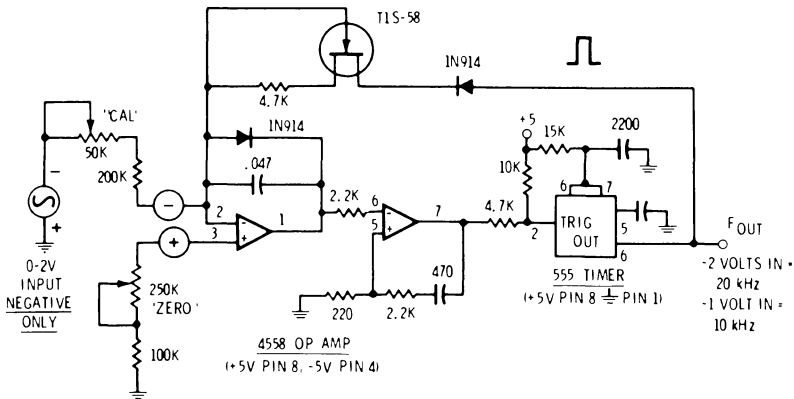 T1S-58
1N914
4.7K
+5
15K
2200
"CAL"
1N914
50K
200K
.047
10K
6
7
−
−
2.2K
6
7
4.7K
2
TRIG
OUT
5
6
2
1
5
+
3
-
+
-
+
FOUT
+
0-2V
INPUT
NEGATIVE
ONLY
250K
'ZERO'
470
220
2.2K
555 TIMER
(+5V PIN 8 PIN 1)
-2 VOLTS IN =
20 kHz
-1 VOLT IN =
10 kHz
100K
4558 OP AMP
(+5V PIN 8, -5V PIN 4)